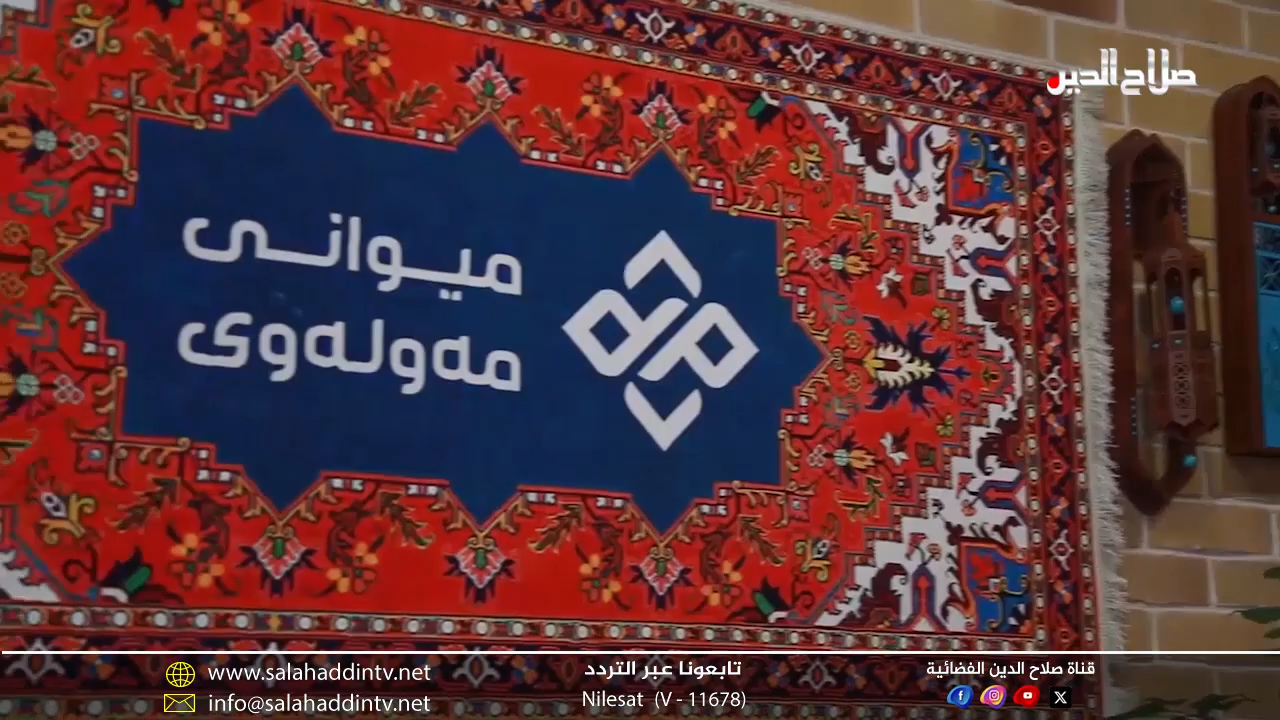 صلاح الدين
میوانی
مەولەوی
قناة صلاح الدين الفضائية
تابعونا عبر التردد
Nilesat (V - 11678)
www.salahaddintv.net
info@salahaddintv.net